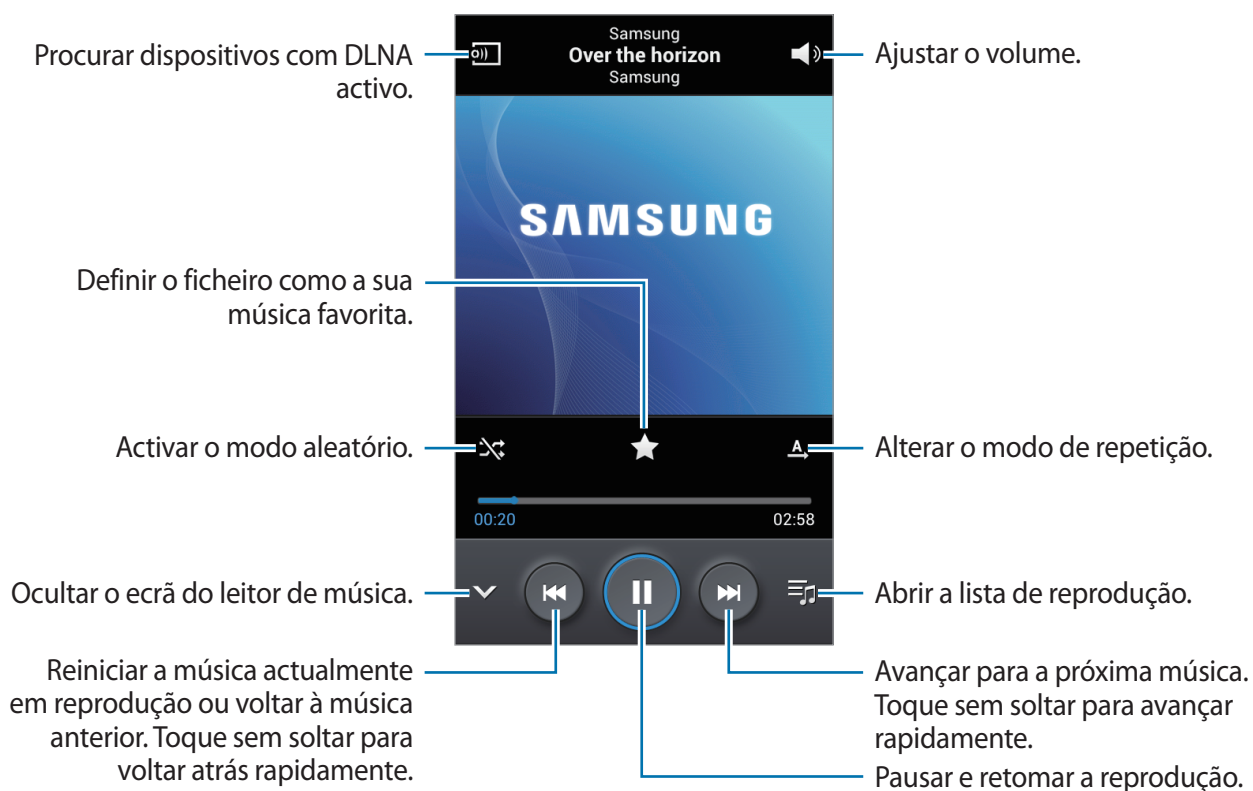 Procurar dispositivos com DLNA
activo.
Samsung
Over the horizon
Samsung
Ajustar o volume.
SAMSUNG
Definir o ficheiro como a sua
música favorita.
Activar o modo aleatório.
A
Alterar o modo de repetição.
00:20
02:58
Ocultar o ecrã do leitor de música.
Abrir a lista de reprodução.
Reiniciar a música actualmente
em reprodução ou voltar à música
anterior. Toque sem soltar para
voltar atrás rapidamente.
Avançar para a próxima música.
Toque sem soltar para avançar
rapidamente.
Pausar e retomar a reprodução.